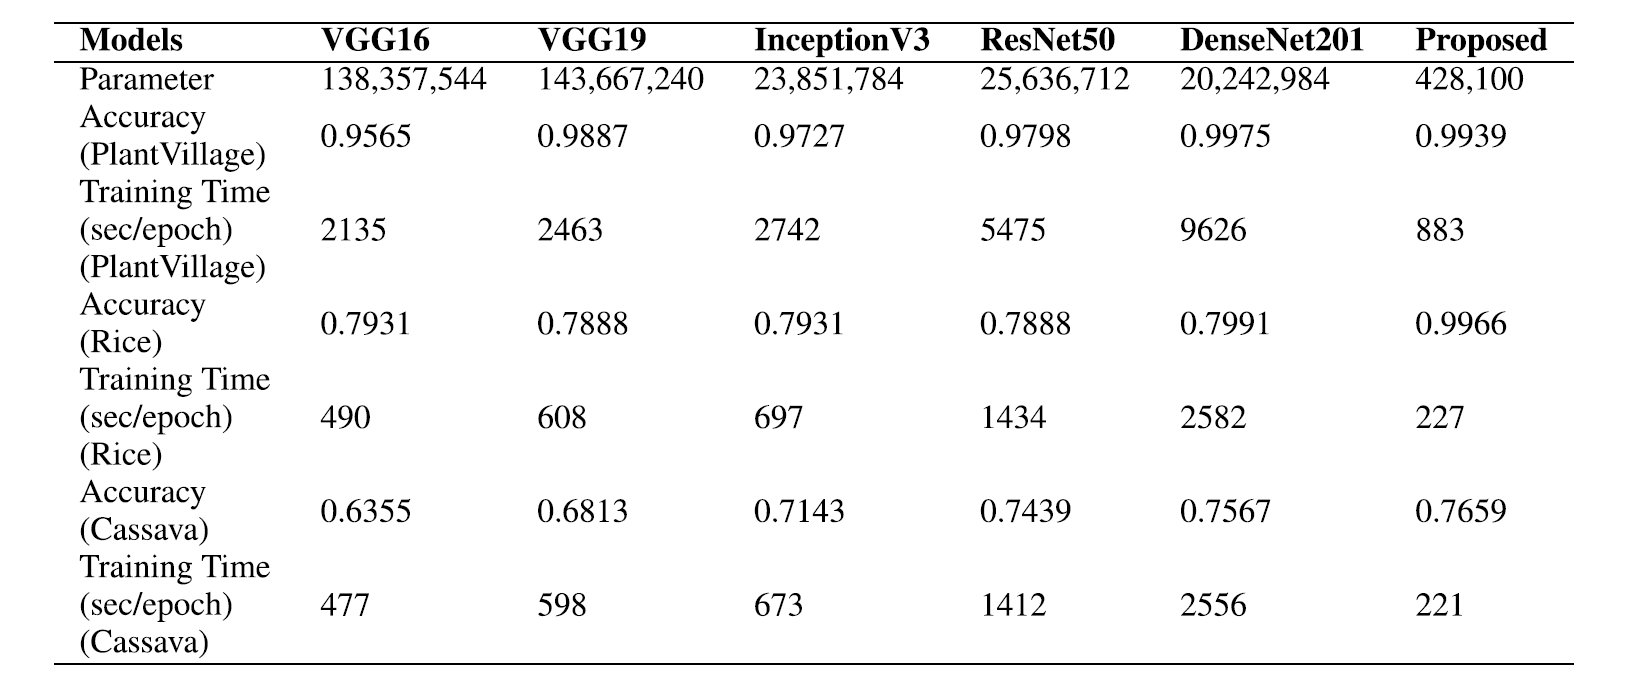 Models VGG16 VGG19 InceptionV3 ResNet50 DenseNet201 Proposed
Parameter 138,357,544 143,667,240 23,851,784 25,636,712 20,242,984 428,100
Accuracy
(PlantVillage) 0.9565 0.9887 0.9727 0.9798 0.9975 0.9939
Training Time
(sec/epoch) 2135 2463 2742 5475 9626 883
(PlantVillage)
Accuracy
(Rice) 0.7931 0.7888 0.7931 0.7888 0.7991 0.9966
Training Time
(sec/epoch) 490 608 697 1434 2582 227
(Rice)
Accuracy
(Cassava) 0.6355 0.6813 0.7143 0.7439 0.7567 0.7659
Training Time
(sec/epoch) 477 598 673 1412 2556 221
(Cassava)